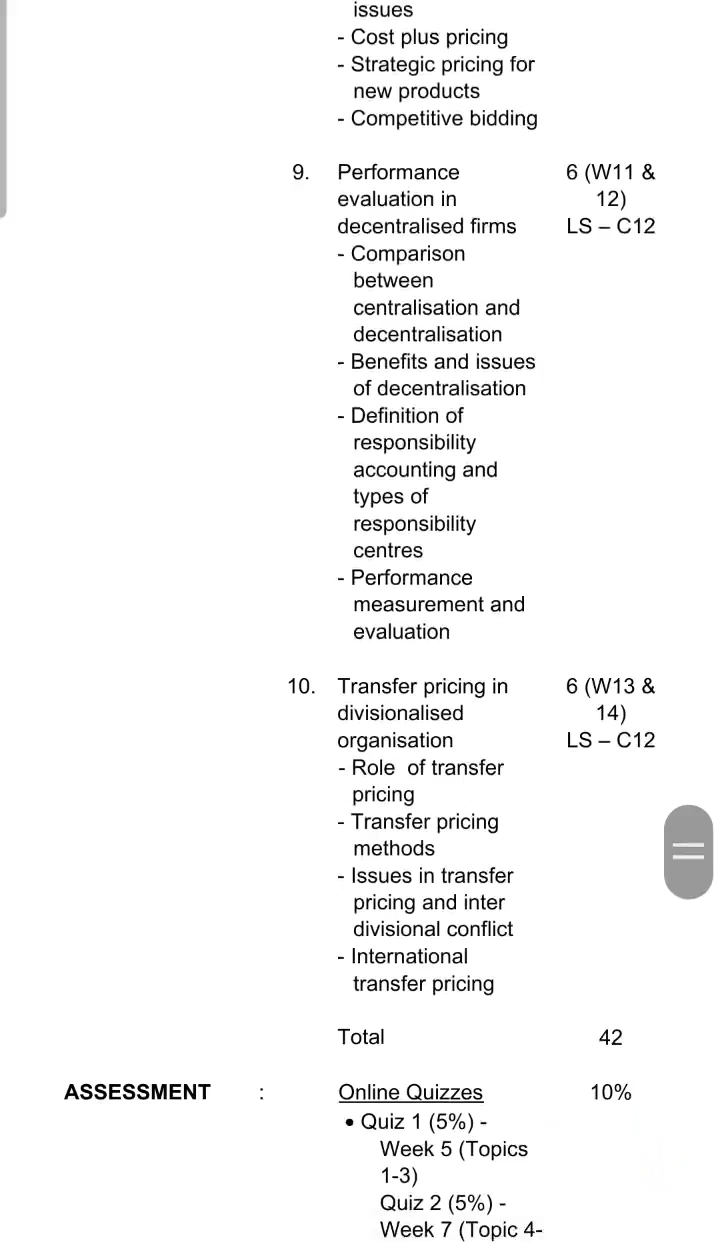 issues
- Cost plus pricing
- Strategic pricing for
new products
- Competitive bidding
9. Performance 6 (W11 &
evaluation in 12)
decentralised firms LS – C12
- Comparison
between
centralisation and
decentralisation
- Benefits and issues
of decentralisation
- Definition of
responsibility
accounting and
types of
responsibility
centres
- Performance
measurement and
evaluation
10. Transfer pricing in 6 (W13 &
divisionalised 14)
organisation LS – C12
- Role of transfer
pricing
- Transfer pricing
methods
- Issues in transfer
pricing and inter
divisional conflict
- International
transfer pricing
Total 42
ASSESSMENT : Online Quizzes 10%
• Quiz 1 (5%) -
Week 5 (Topics
1-3)
Quiz 2 (5%) -
Week 7 (Topic 4-